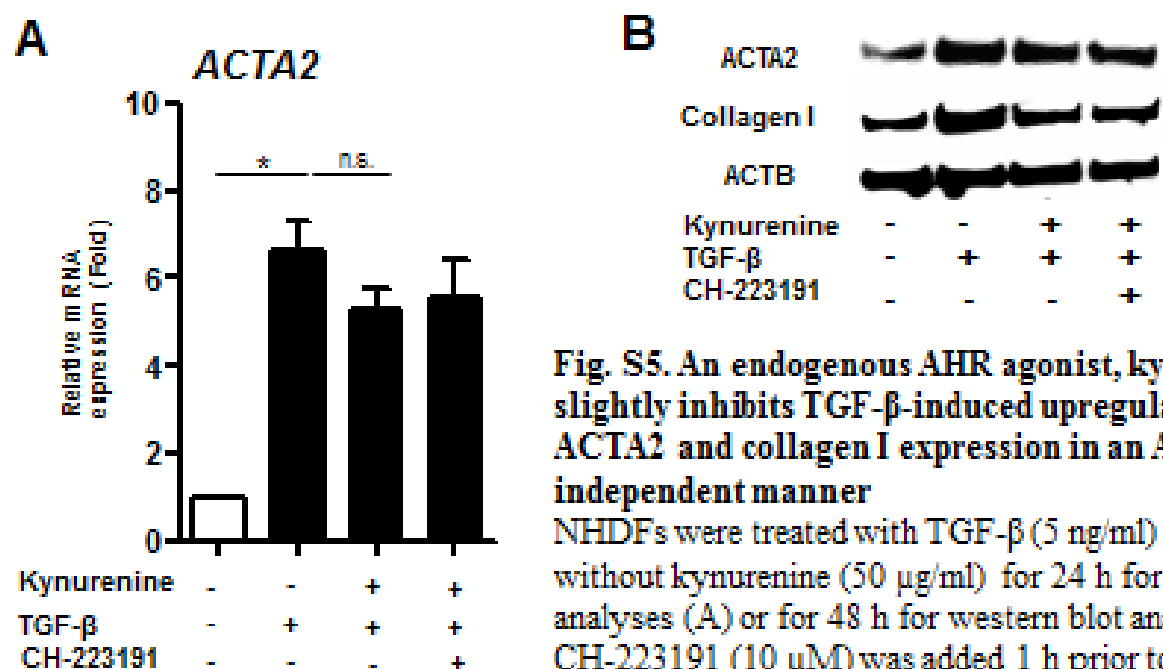 A
ACTA2
10
8
6
4
2
0
* n.s.
Relative mRNA
expression (Fold)
Kynurenine - - + +
TGF-β - + + +
CH-223191 - - - +
B
ACTA2
Collagen I
ACTB
Kynurenine - - + +
TGF-β - + + +
CH-223191 - - - +
Fig. S5. An endogenous AHR agonist, ky
slightly inhibits TGF-β-induced upregula
ACTA2 and collagen I expression in an A
independent manner
NHDFs were treated with TGF-β (5 ng/ml)
without kynurenine (50 µg/ml) for 24 h for
analyses (A) or for 48 h for western blot an
CH-223191 (10 µM) was added 1 h prior to